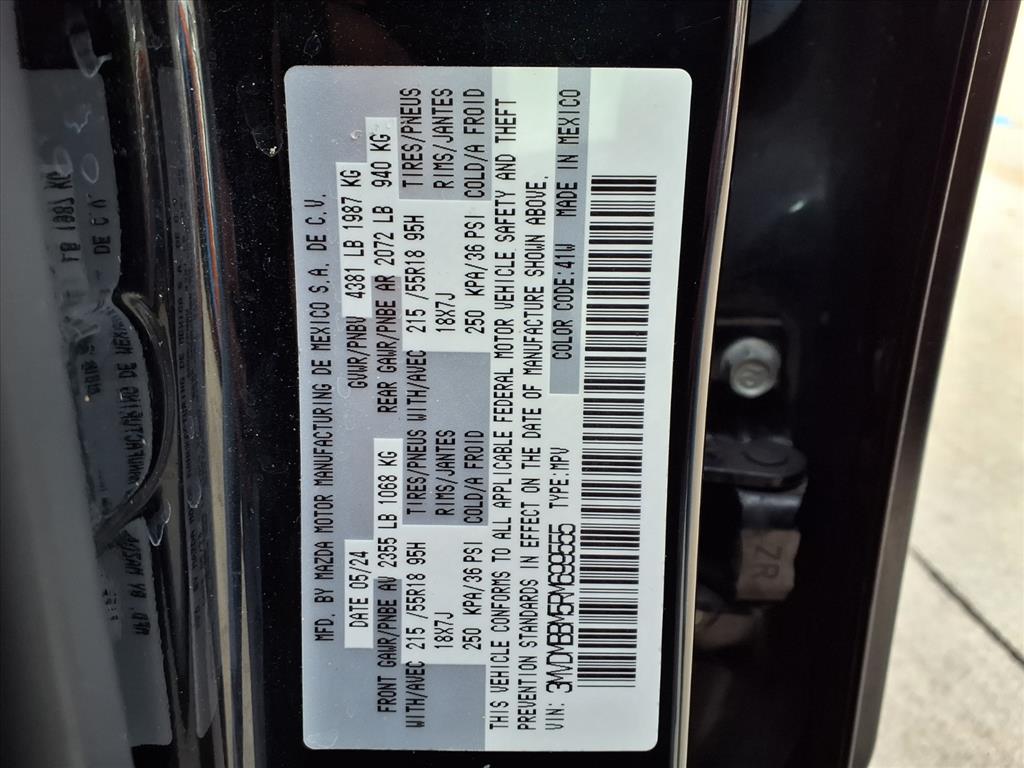 MFD. BY MAZDA MOTOR MANUFACTURING DE MEXICO S.A. DE C.V.
DATE 05/24 GVWR/PNBV 4381 LB 1987 KG
FRONT GAWR/PNBE AV 2355 LB 1068 KG REAR GAWR/PNBE AR 2072 LB 940 KG
WITH/AVEC 215 /55R18 95H TIRES/PNEUS WITH/AVEC 215 /55R18 95H TIRES/PNEUS
18X7J RIMS/JANTES 18X7J RIMS/JANTES
250 KPA/36 PSI COLD/A FROID 250 KPA/36 PSI COLD/A FROID
THIS VEHICLE CONFORMS TO ALL APPLICABLE FEDERAL MOTOR VEHICLE SAFETY AND THEFT
PREVENTION STANDARDS IN EFFECT ON THE DATE OF MANUFACTURE SHOWN ABOVE.
VIN: 3MVDMBBM5RM699555 TYPE:MPV COLOR CODE:41W MADE IN MEXICO
ZR